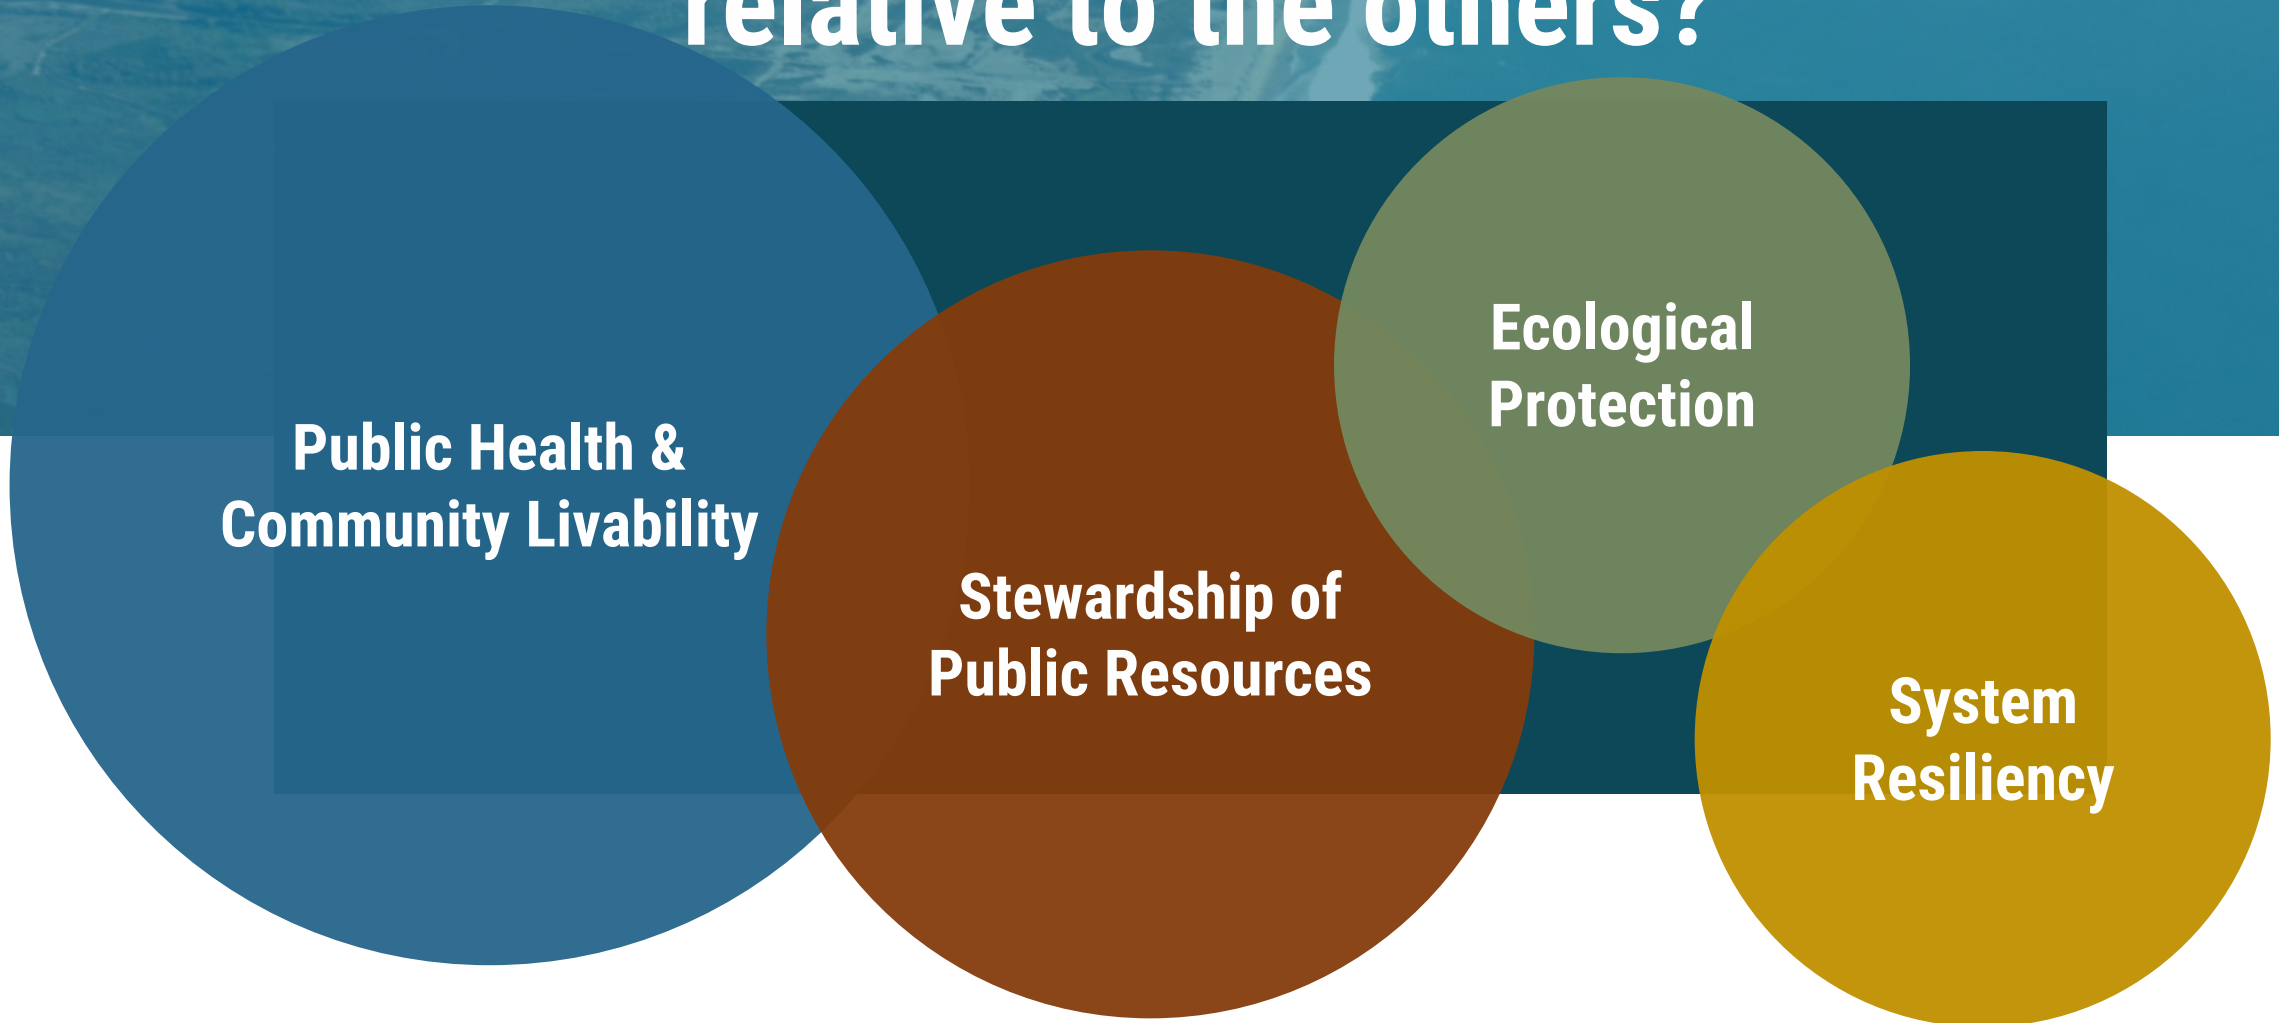 relative to the others?
Public Health &
Community Livability
Stewardship of
Public Resources
Ecological
Protection
System
Resiliency